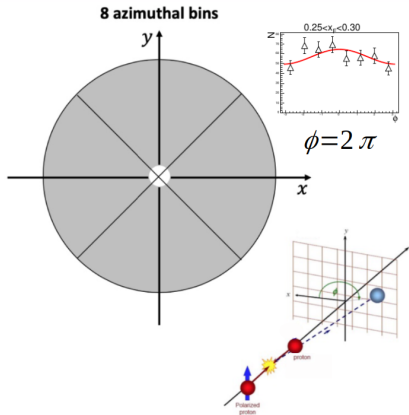 8 azimuthal bins
y
x
0.25<x_F<0.30
N
ϕ
ϕ=2 π
y
x
ϕ
proton
Polarized
proton